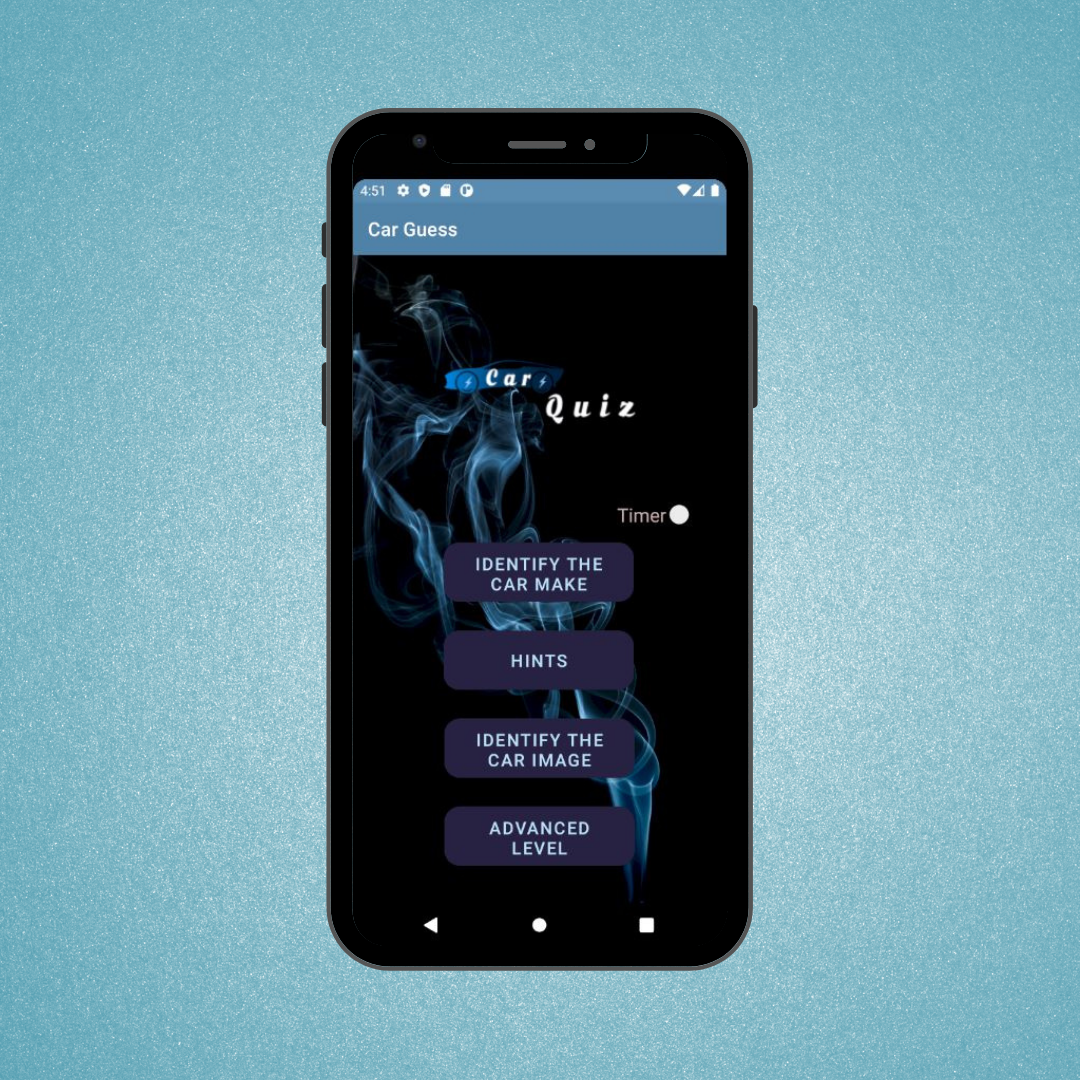 4:51
Car Guess
Car
Quiz
Timer
IDENTIFY THE
CAR MAKE
HINTS
IDENTIFY THE
CAR IMAGE
ADVANCED
LEVEL